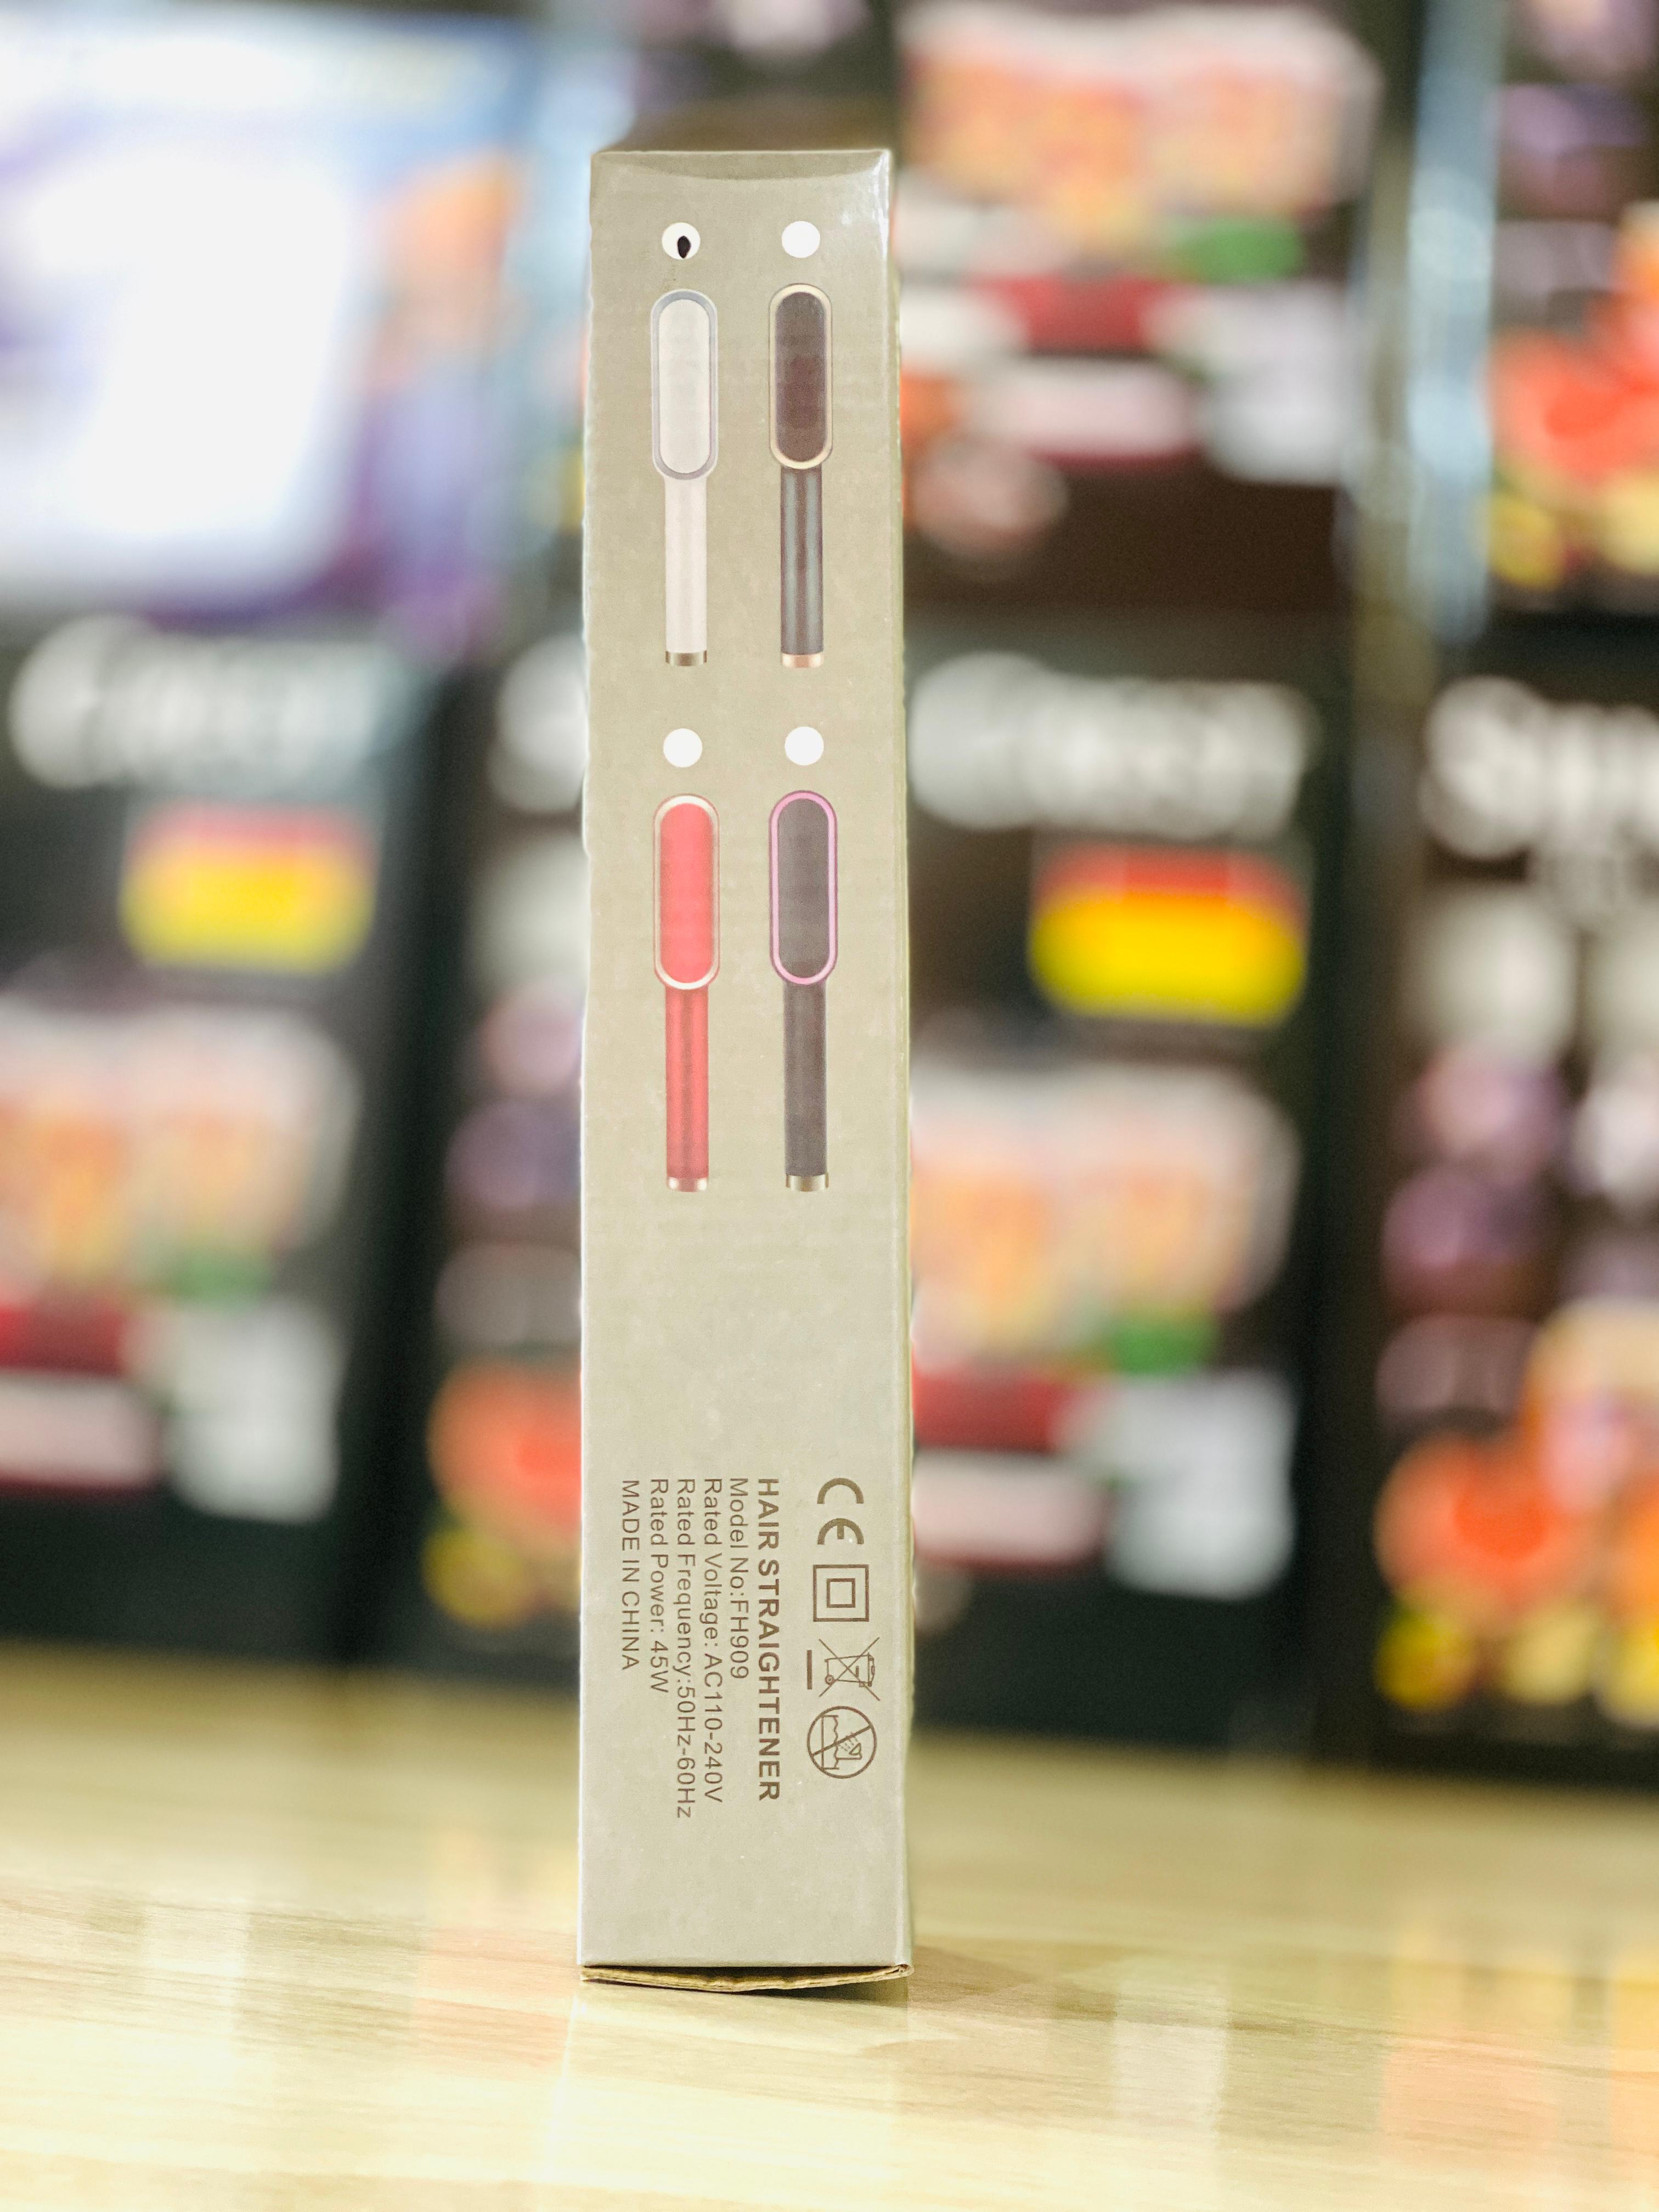 CE
HAIR STRAIGHTENER
Model No:FH909
Rated Voltage: AC110-240V
Rated Frequency:50Hz-60Hz
Rated Power: 45W
MADE IN CHINA